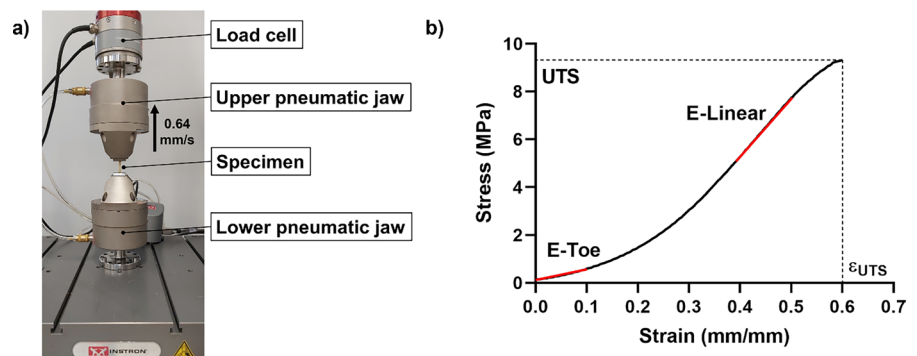 a)
Load cell
Upper pneumatic jaw
0.64
mm/s
Specimen
Lower pneumatic jaw
INSTRON
b)
10
8
6
4
2
0
Stress (MPa)
UTS
E-Linear
E-Toe
εUTS
0.0 0.1 0.2 0.3 0.4 0.5 0.6 0.7
Strain (mm/mm)